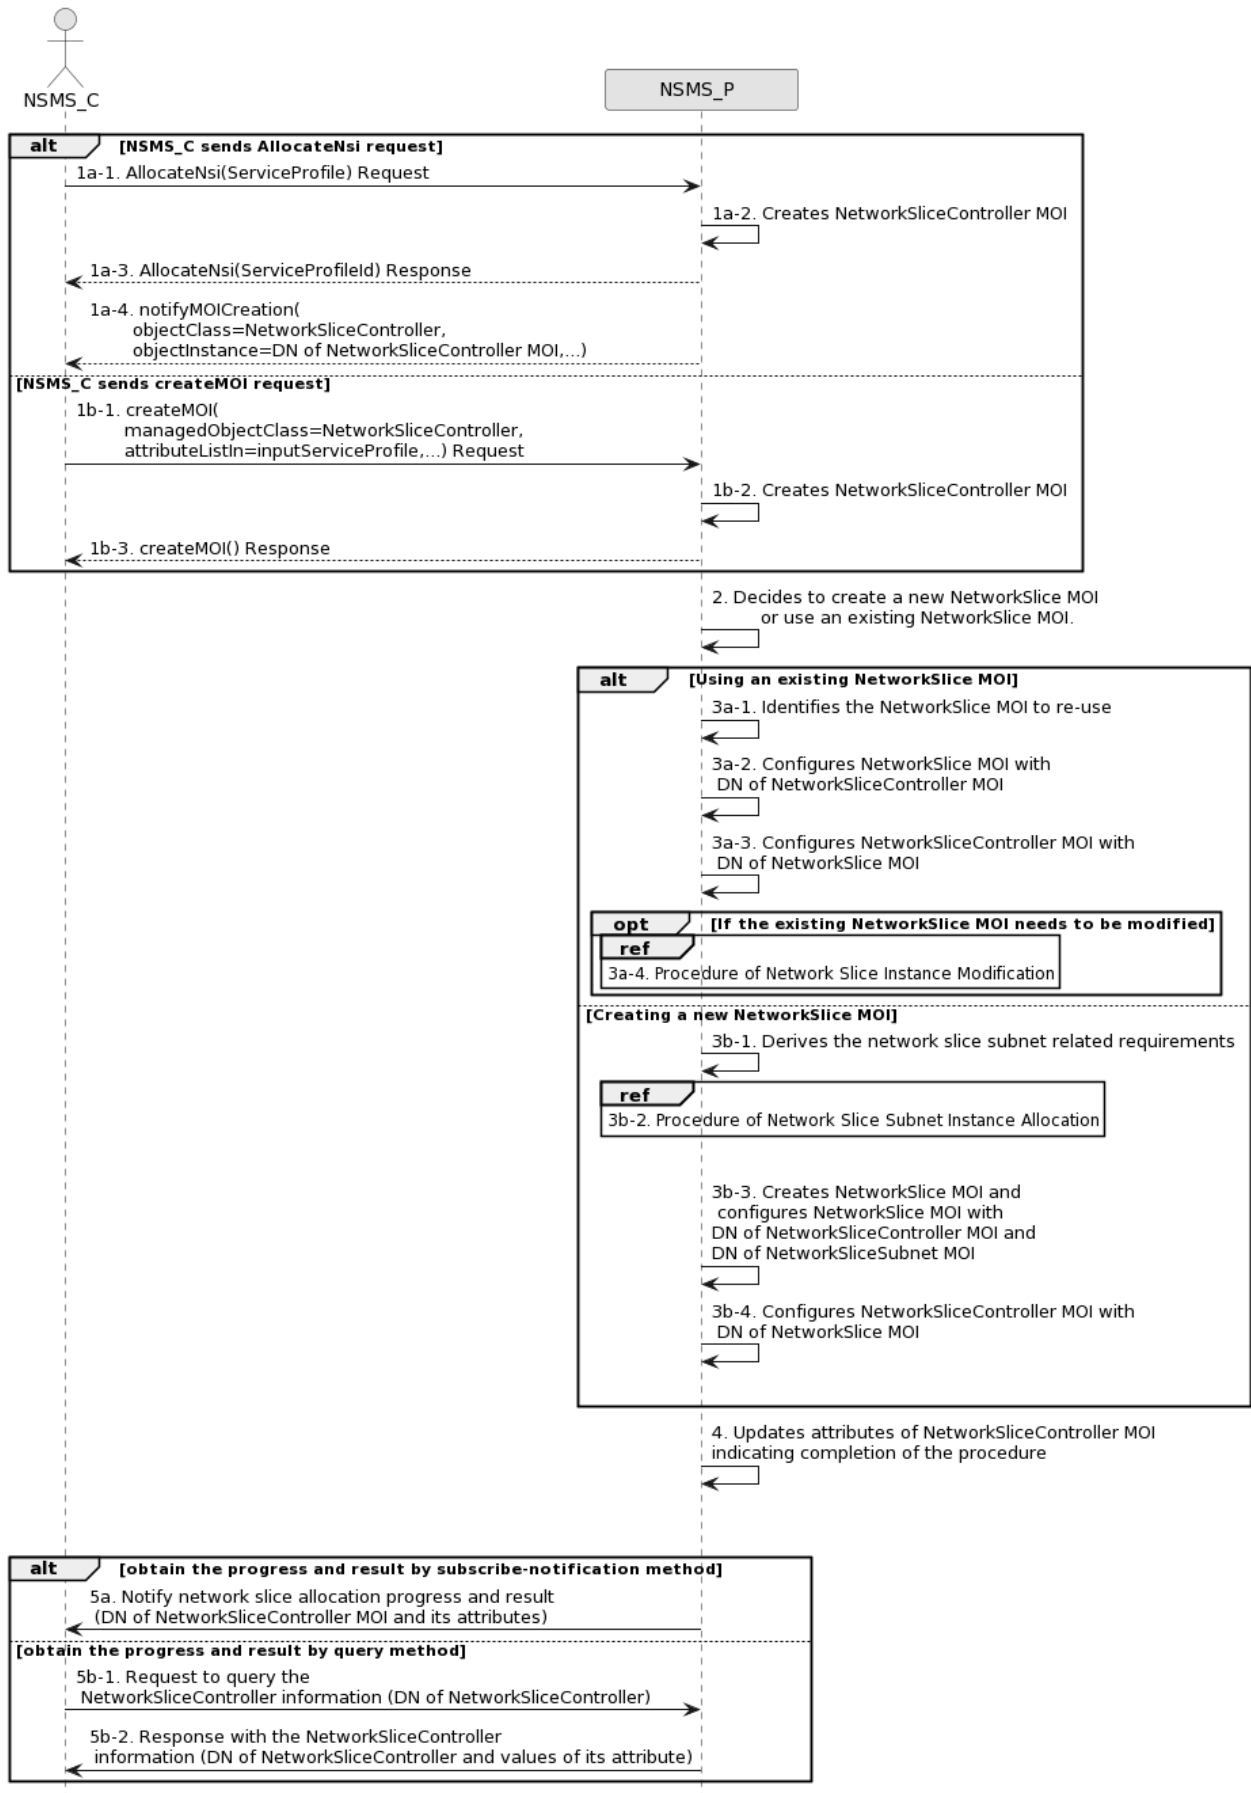 NSMS_C
NSMS_P
alt [NSMS_C sends AllocateNsi request]
1a-1. AllocateNsi(ServiceProfile) Request
1a-2. Creates NetworkSliceController MOI
1a-3. AllocateNsi(ServiceProfileId) Response
1a-4. notifyMOICreation(
objectClass=NetworkSliceController,
objectInstance=DN of NetworkSliceController MOI,...)
[NSMS_C sends createMOI request]
1b-1. createMOI(
managedObjectClass=NetworkSliceController,
attributeListIn=inputServiceProfile,...) Request
1b-2. Creates NetworkSliceController MOI
1b-3. createMOI() Response
2. Decides to create a new NetworkSlice MOI
or use an existing NetworkSlice MOI.
alt [Using an existing NetworkSlice MOI]
3a-1. Identifies the NetworkSlice MOI to re-use
3a-2. Configures NetworkSlice MOI with
DN of NetworkSliceController MOI
3a-3. Configures NetworkSliceController MOI with
DN of NetworkSlice MOI
opt [If the existing NetworkSlice MOI needs to be modified]
ref
3a-4. Procedure of Network Slice Instance Modification
[Creating a new NetworkSlice MOI]
3b-1. Derives the network slice subnet related requirements
ref
3b-2. Procedure of Network Slice Subnet Instance Allocation
3b-3. Creates NetworkSlice MOI and
configures NetworkSlice MOI with
DN of NetworkSliceController MOI and
DN of NetworkSliceSubnet MOI
3b-4. Configures NetworkSliceController MOI with
DN of NetworkSlice MOI
4. Updates attributes of NetworkSliceController MOI
indicating completion of the procedure
alt [obtain the progress and result by subscribe-notification method]
5a. Notify network slice allocation progress and result
(DN of NetworkSliceController MOI and its attributes)
[obtain the progress and result by query method]
5b-1. Request to query the
NetworkSliceController information (DN of NetworkSliceController)
5b-2. Response with the NetworkSliceController
information (DN of NetworkSliceController and values of its attribute)